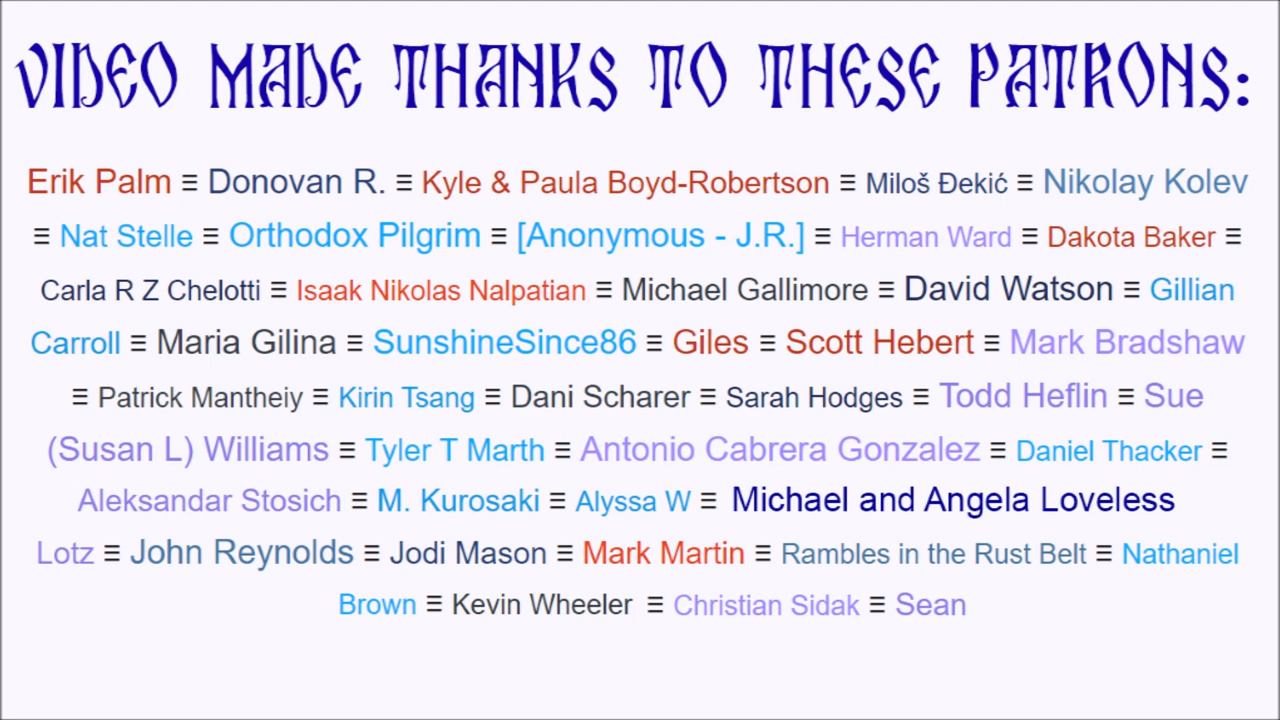 VIDEO MADE THANKS TO THESE PATRONS:
Erik Palm ≡ Donovan R. ≡ Kyle & Paula Boyd-Robertson ≡ Miloš Đekić ≡ Nikolay Kolev
≡ Nat Stelle ≡ Orthodox Pilgrim ≡ [Anonymous - J.R.] ≡ Herman Ward ≡ Dakota Baker ≡
Carla R Z Chelotti ≡ Isaak Nikolas Nalpatian ≡ Michael Gallimore ≡ David Watson ≡ Gillian
Carroll ≡ Maria Gilina ≡ SunshineSince86 ≡ Giles ≡ Scott Hebert ≡ Mark Bradshaw
≡ Patrick Mantheiy ≡ Kirin Tsang ≡ Dani Scharer ≡ Sarah Hodges ≡ Todd Heflin ≡ Sue
(Susan L) Williams ≡ Tyler T Marth ≡ Antonio Cabrera Gonzalez ≡ Daniel Thacker ≡
Aleksandar Stosich ≡ M. Kurosaki ≡ Alyssa W ≡ Michael and Angela Loveless
Lotz ≡ John Reynolds ≡ Jodi Mason ≡ Mark Martin ≡ Rambles in the Rust Belt ≡ Nathaniel
Brown ≡ Kevin Wheeler ≡ Christian Sidak ≡ Sean